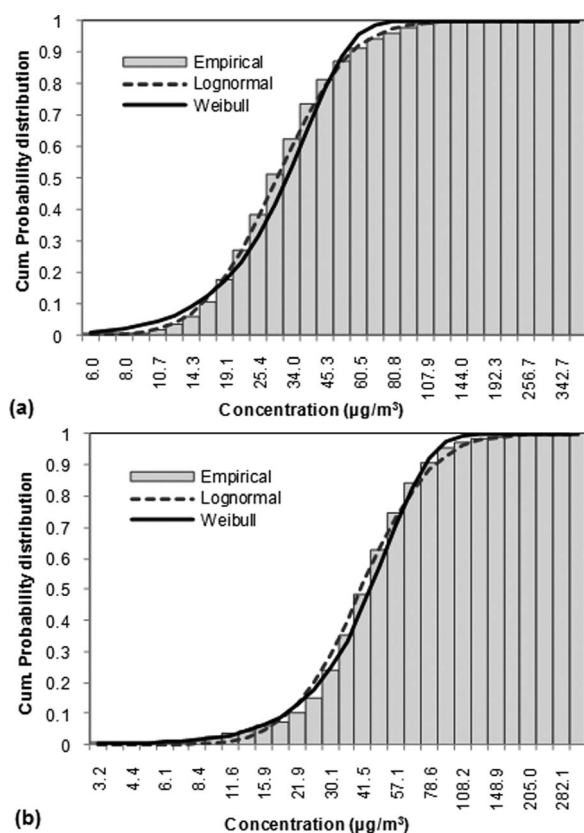 1
0.9
0.8
0.7
0.6
0.5
0.4
0.3
0.2
0.1
0
Cum. Probability distribution
Empirical
Lognormal
Weibull
6.0 8.0 10.7 14.3 19.1 25.4 34.0 45.3 60.5 80.8 107.9 144.0 192.3 256.7 342.7
(a)
Concentration (µg/m³)
1
0.9
0.8
0.7
0.6
0.5
0.4
0.3
0.2
0.1
0
Cum. Probability distribution
Empirical
Lognormal
Weibull
3.2 4.4 6.1 8.4 11.6 15.9 21.9 30.1 41.5 57.1 78.6 108.2 148.9 205.0 282.1
(b)
Concentration (µg/m³)